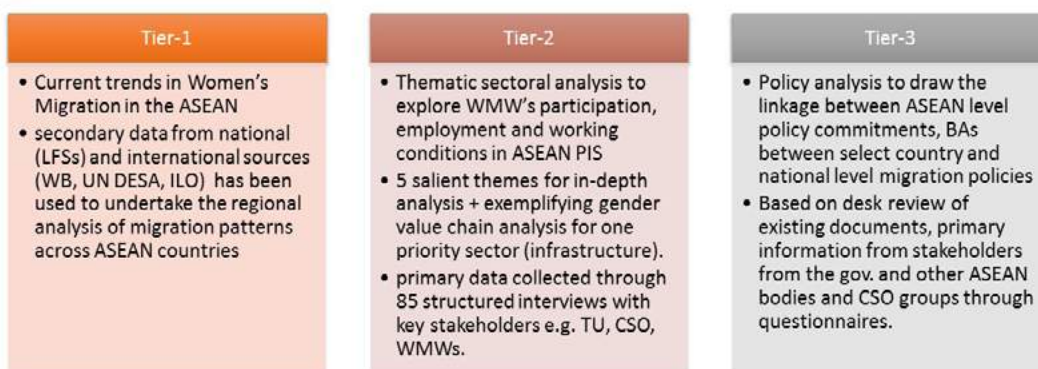 Tier-1
• Current trends in Women's
Migration in the ASEAN
• secondary data from national
(LFSs) and international sources
(WB, UN DESA, ILO) has been
used to undertake the regional
analysis of migration patterns
across ASEAN countries
Tier-2
• Thematic sectoral analysis to
explore WMW's participation,
employment and working
conditions in ASEAN PIS
• 5 salient themes for in-depth
analysis + exemplifying gender
value chain analysis for one
priority sector (infrastructure).
• primary data collected through
85 structured interviews with
key stakeholders e.g. TU, CSO,
WMWs.
Tier-3
• Policy analysis to draw the
linkage between ASEAN level
policy commitments, BAs
between select country and
national level migration policies
• Based on desk review of
existing documents, primary
information from stakeholders
from the gov. and other ASEAN
bodies and CSO groups through
questionnaires.